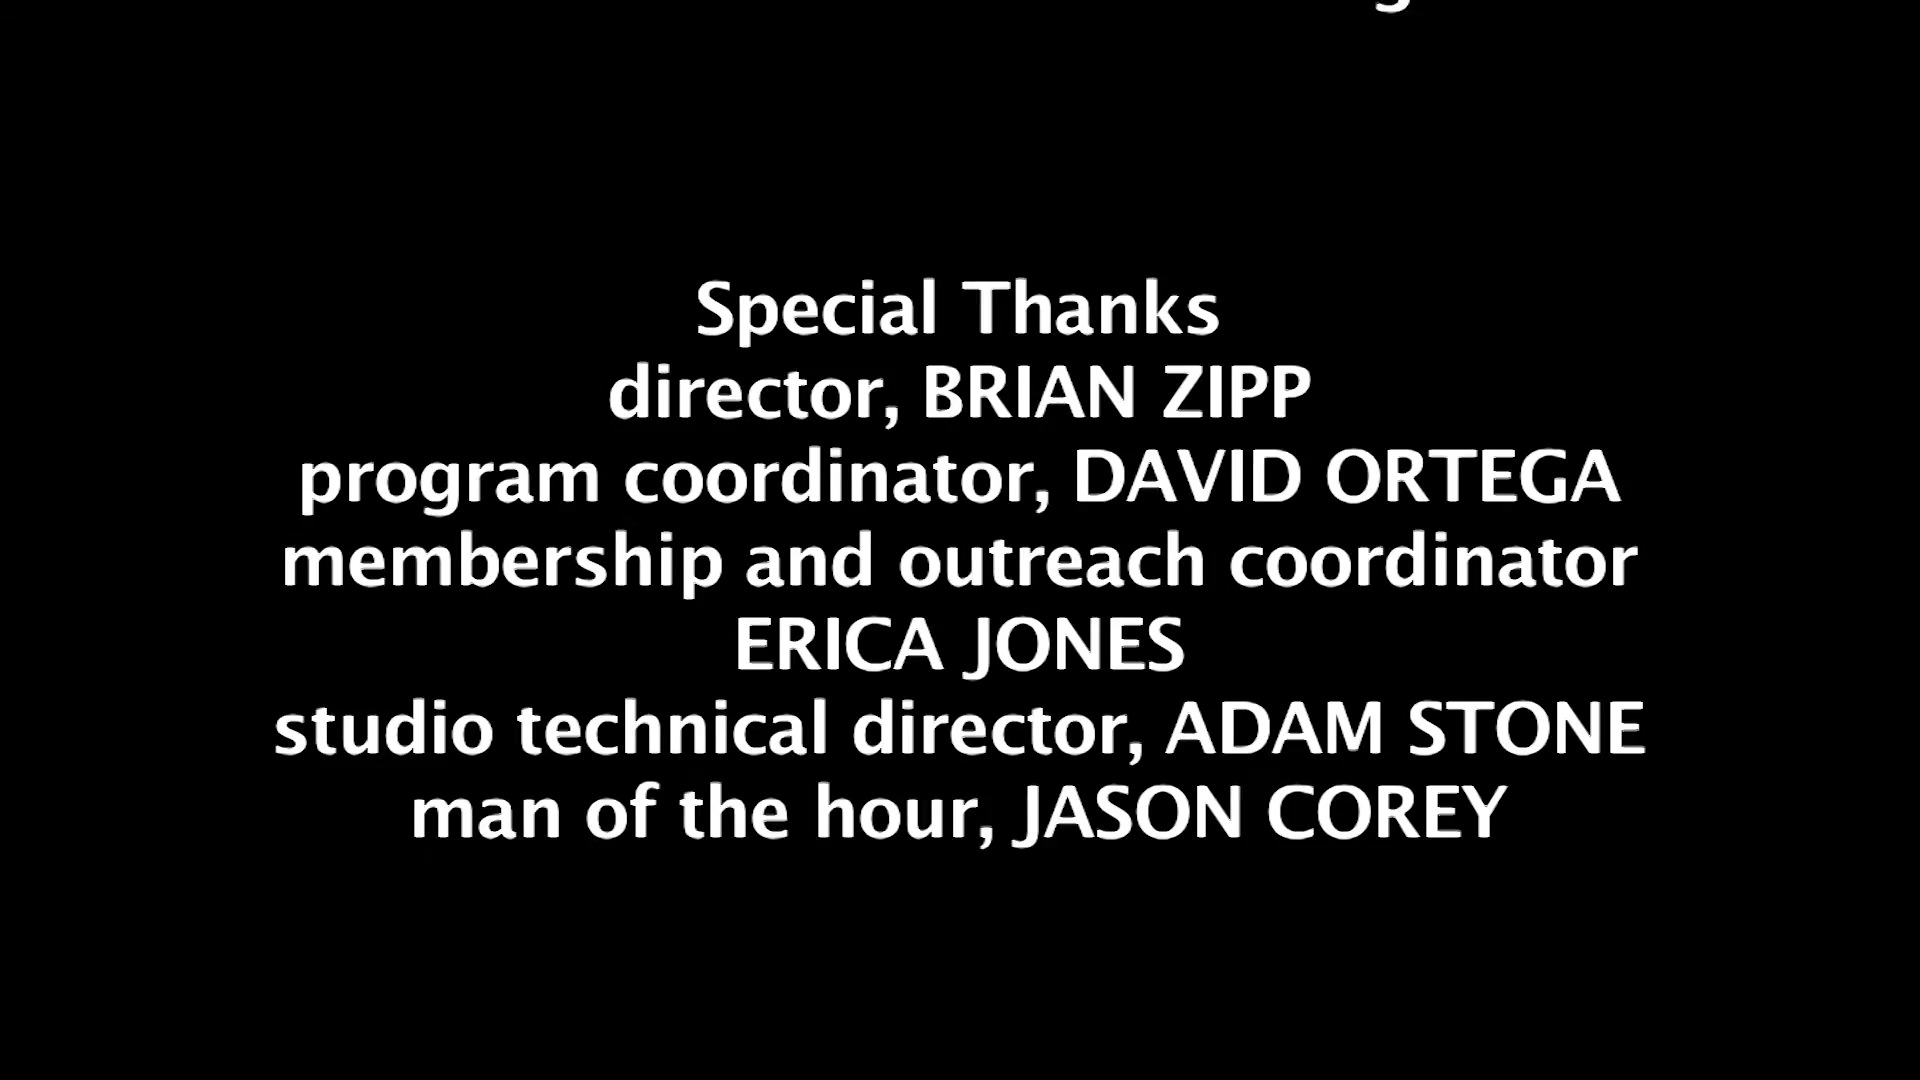 Special Thanks
director, BRIAN ZIPP
program coordinator, DAVID ORTEGA
membership and outreach coordinator
ERICA JONES
studio technical director, ADAM STONE
man of the hour, JASON COREY